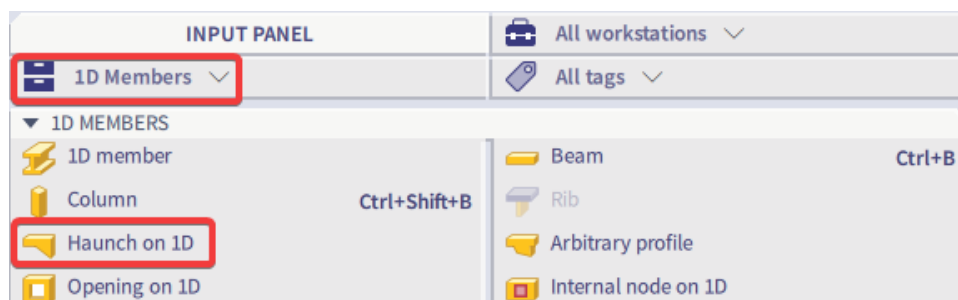 INPUT PANEL All workstations
1D Members All tags
1D MEMBERS
1D member Beam Ctrl+B
Column Ctrl+Shift+B Rib
Haunch on 1D Arbitrary profile
Opening on 1D Internal node on 1D